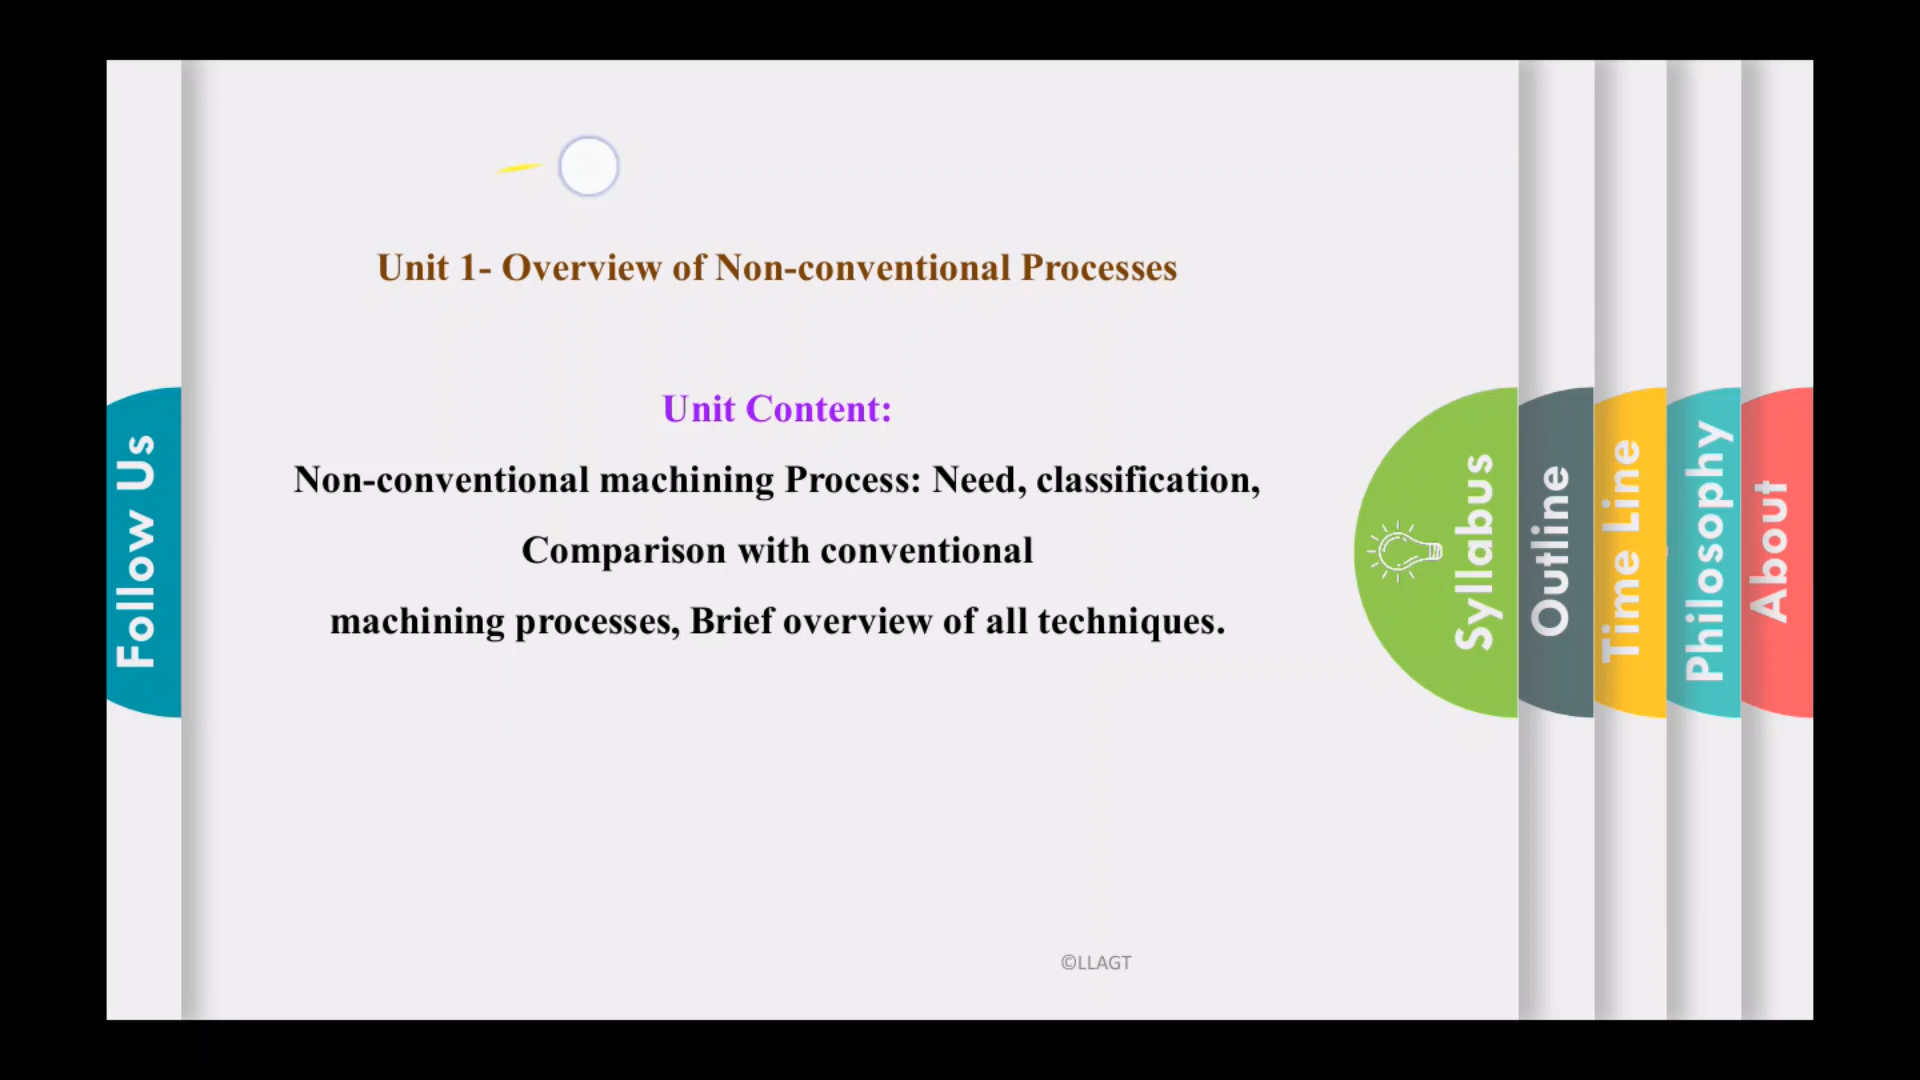 Unit 1- Overview of Non-conventional Processes
Unit Content:
Non-conventional machining Process: Need, classification,
Comparison with conventional
machining processes, Brief overview of all techniques.
Follow Us
Syllabus
Outline
Time Line
Philosophy
About
©LLAGT